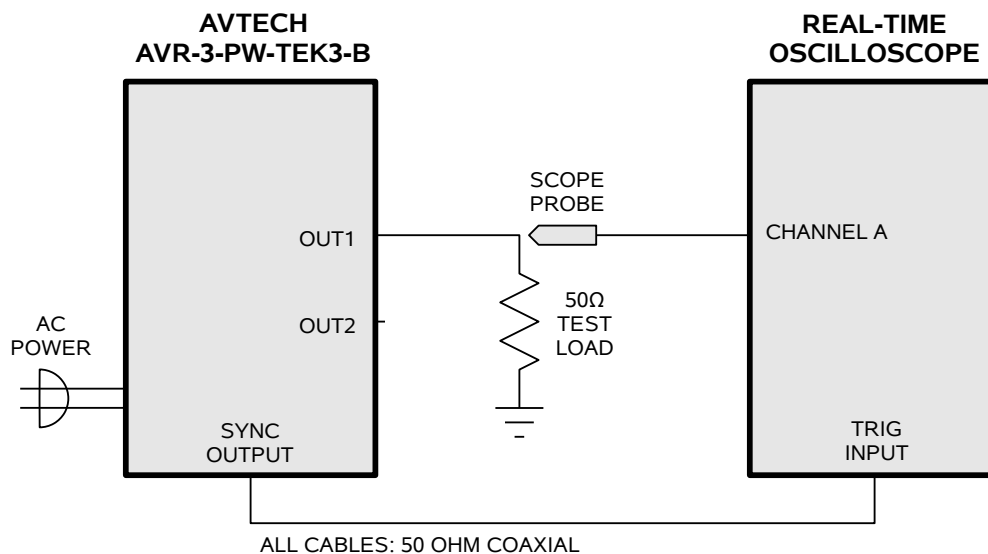 AVTECH
AVR-3-PW-TEK3-B
REAL-TIME
OSCILLOSCOPE
SCOPE
PROBE
OUT1
CHANNEL A
50Ω
TEST
LOAD
OUT2
AC
POWER
SYNC
OUTPUT
TRIG
INPUT
ALL CABLES: 50 OHM COAXIAL